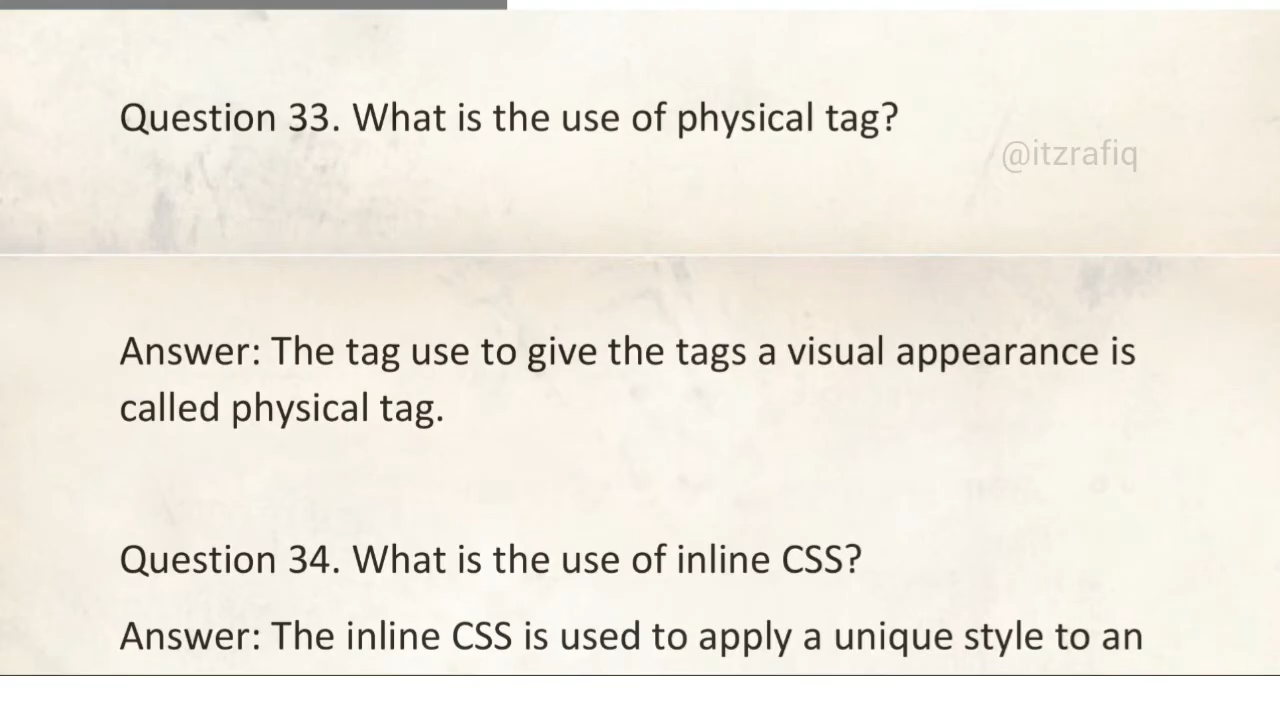 Question 33. What is the use of physical tag?
@itzrafiq
Answer: The tag use to give the tags a visual appearance is
called physical tag.
Question 34. What is the use of inline CSS?
Answer: The inline CSS is used to apply a unique style to an